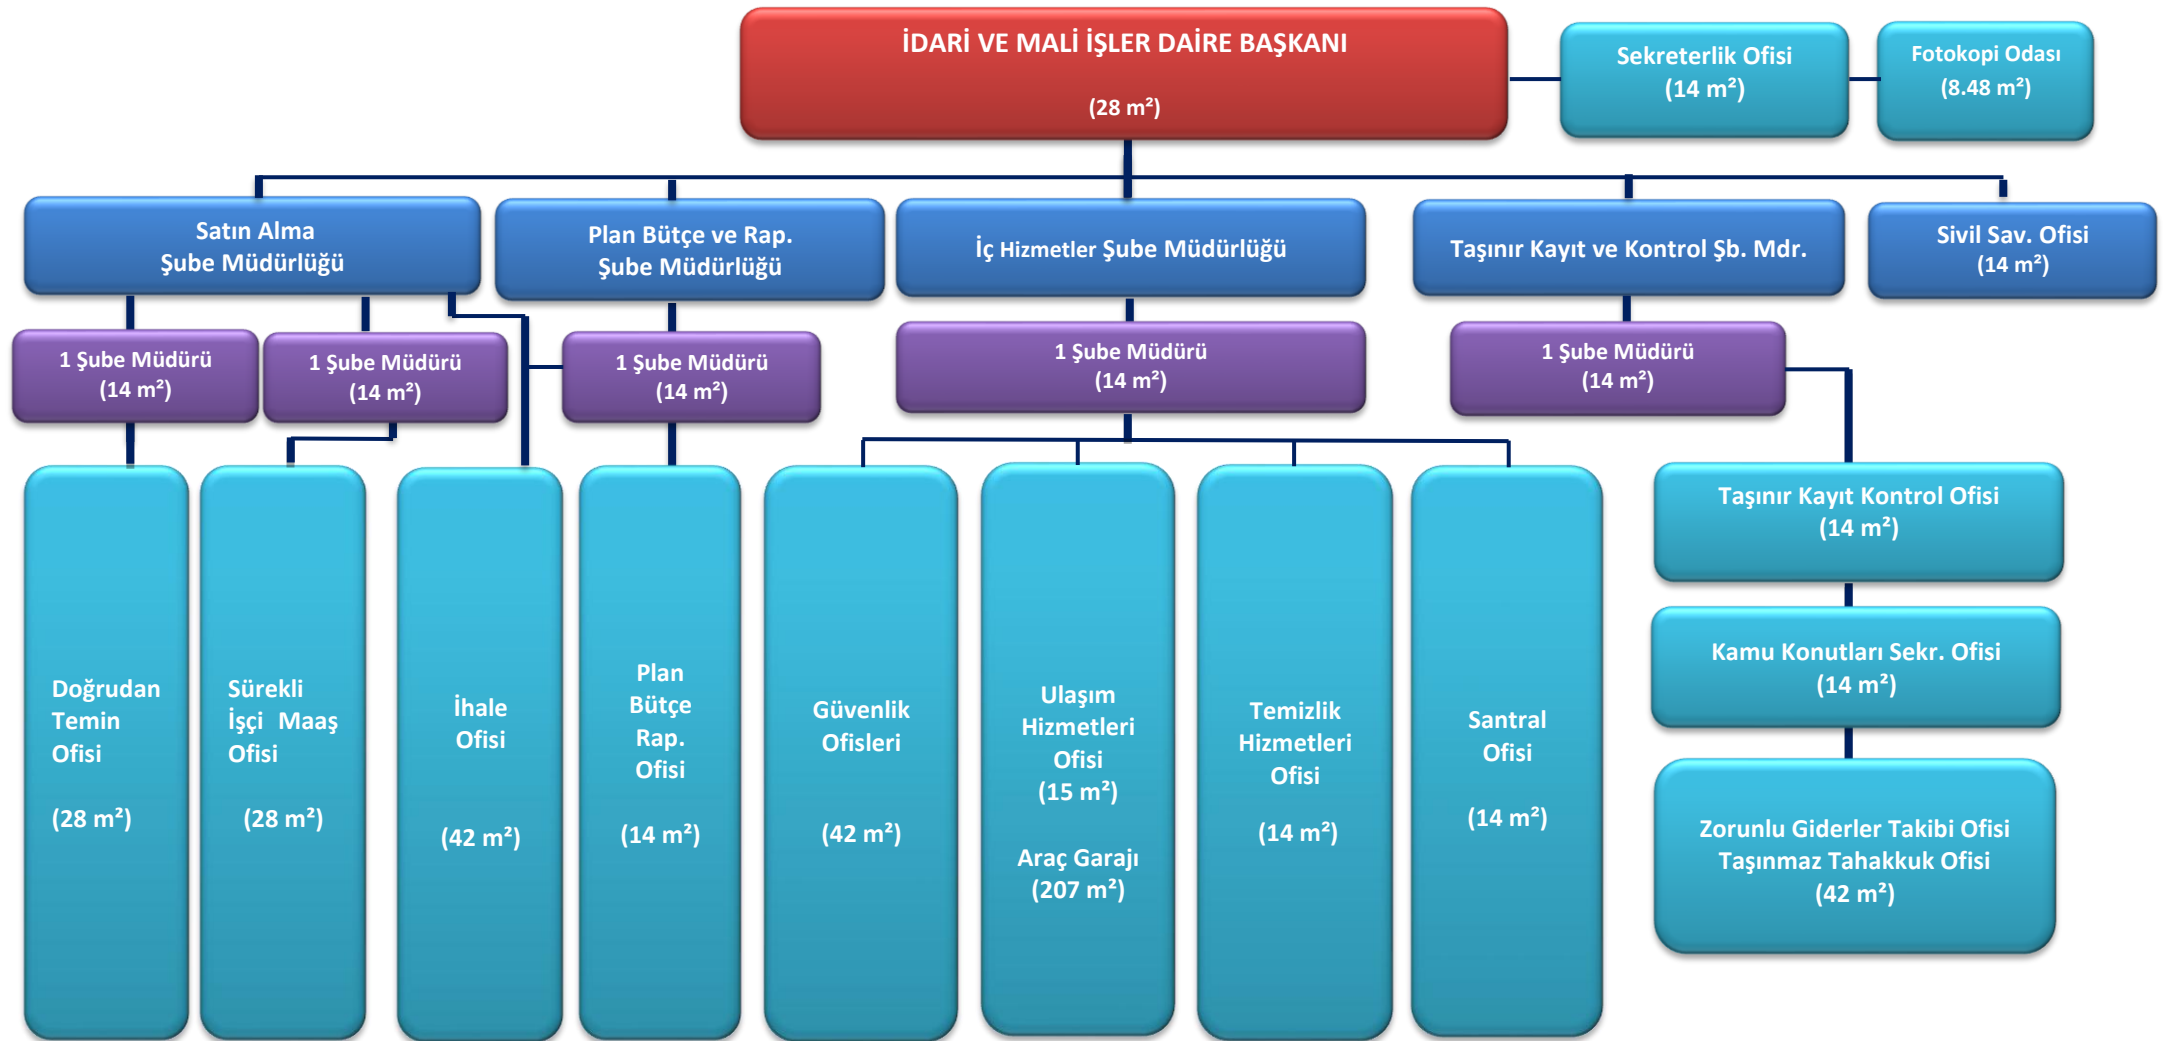 İDARİ VE MALİ İŞLER DAİRE BAŞKANI
(28 m²)
Sekreterlik Ofisi
(14 m²)
Fotokopi Odası
(8.48 m²)
Satın Alma
Şube Müdürlüğü
Plan Bütçe ve Rap.
Şube Müdürlüğü
İç Hizmetler Şube Müdürlüğü
Taşınır Kayıt ve Kontrol Şb. Mdr.
Sivil Sav. Ofisi
(14 m²)
1 Şube Müdürü
(14 m²)
1 Şube Müdürü
(14 m²)
1 Şube Müdürü
(14 m²)
1 Şube Müdürü
(14 m²)
1 Şube Müdürü
(14 m²)
Doğrudan
Temin
Ofisi
(28 m²)
Sürekli
İşçi Maaş
Ofisi
(28 m²)
İhale
Ofisi
(42 m²)
Plan
Bütçe
Rap.
Ofisi
(14 m²)
Güvenlik
Ofisleri
(42 m²)
Ulaşım
Hizmetleri
Ofisi
(15 m²)
Araç Garajı
(207 m²)
Temizlik
Hizmetleri
Ofisi
(14 m²)
Santral
Ofisi
(14 m²)
Taşınır Kayıt Kontrol Ofisi
(14 m²)
Kamu Konutları Sekr. Ofisi
(14 m²)
Zorunlu Giderler Takibi Ofisi
Taşınmaz Tahakkuk Ofisi
(42 m²)